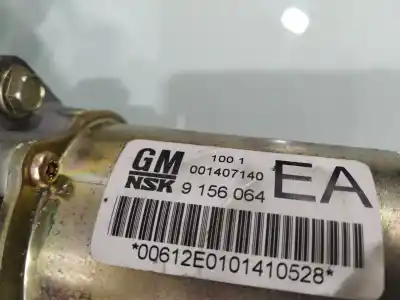 GM 100 1
001407140 EA
NSK 9 156 064
*00612E0101410528*